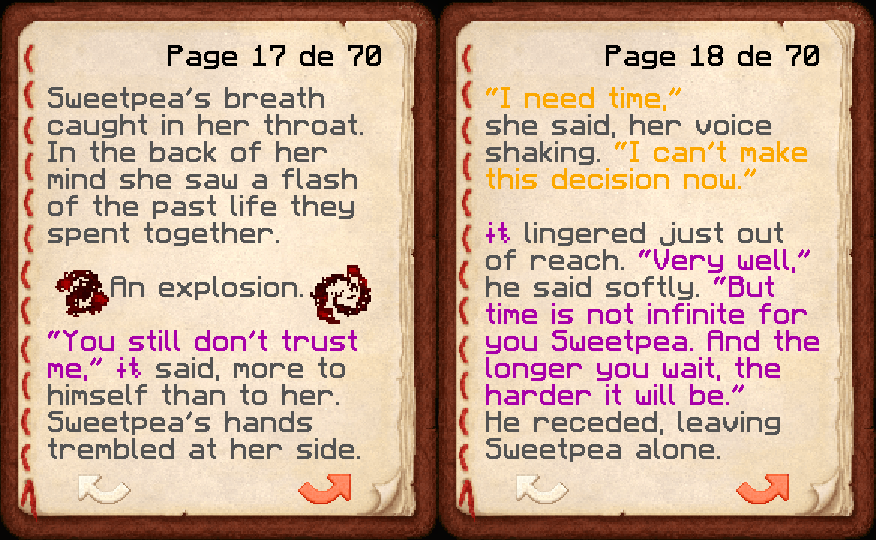 Page 17 de 70
Sweetpea's breath
caught in her throat.
In the back of her
mind she saw a flash
of the past life they
spent together.
An explosion.
"You still don't trust
me," it said, more to
himself than to her.
Sweetpea's hands
trembled at her side.
Page 18 de 70
"I need time,"
she said, her voice
shaking. "I can't make
this decision now."
it lingered just out
of reach. "Very well,"
he said softly. "But
time is not infinite for
you Sweetpea. And the
longer you wait, the
harder it will be."
He receded, leaving
Sweetpea alone.